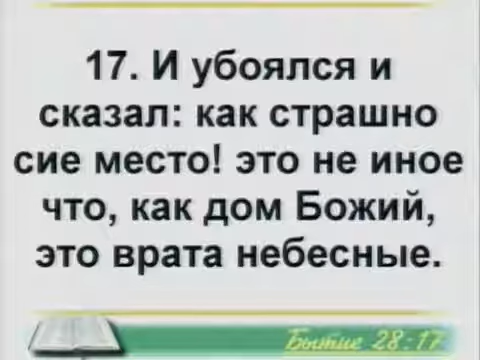 17. И убоялся и
сказал: как страшно
сие место! это не иное
что, как дом Божий,
это врата небесные.
Бытие 28:17